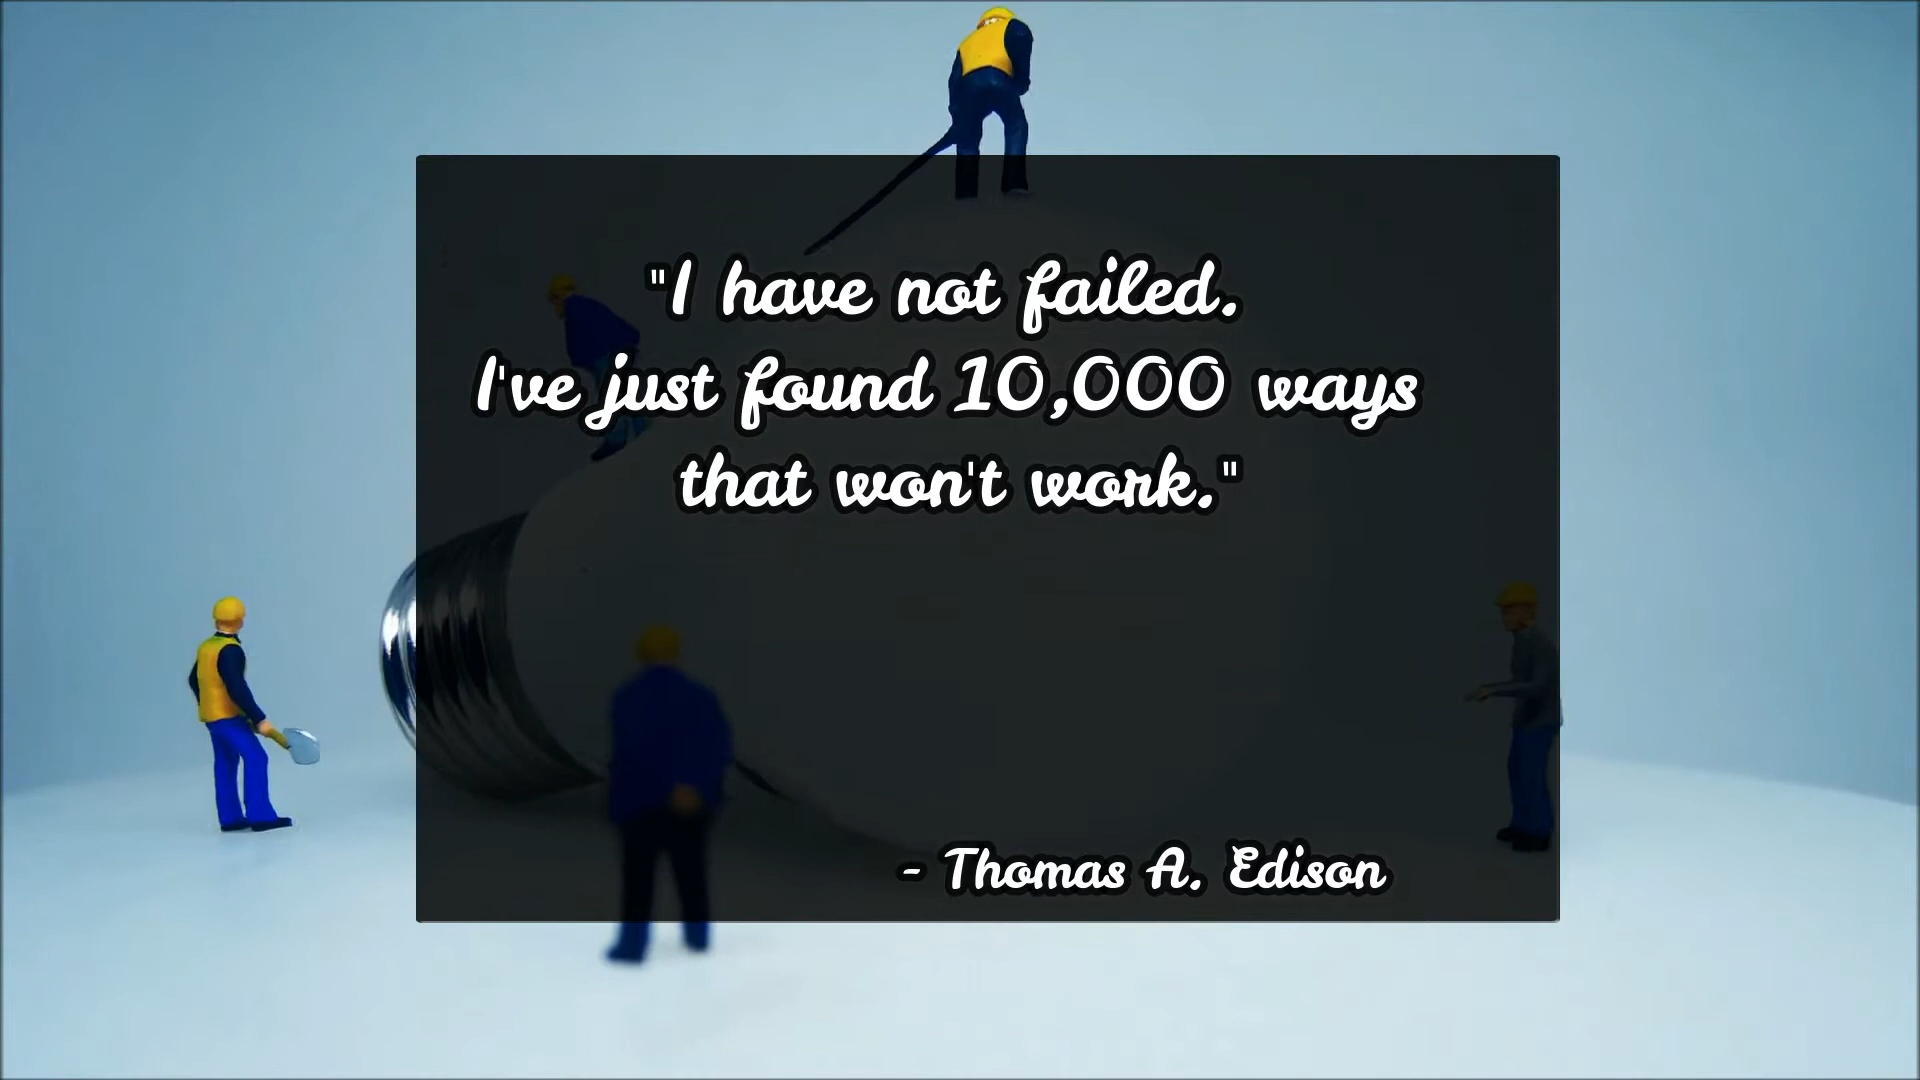 "I have not failed.
I've just found 10,000 ways
that won't work."
- Thomas A. Edison